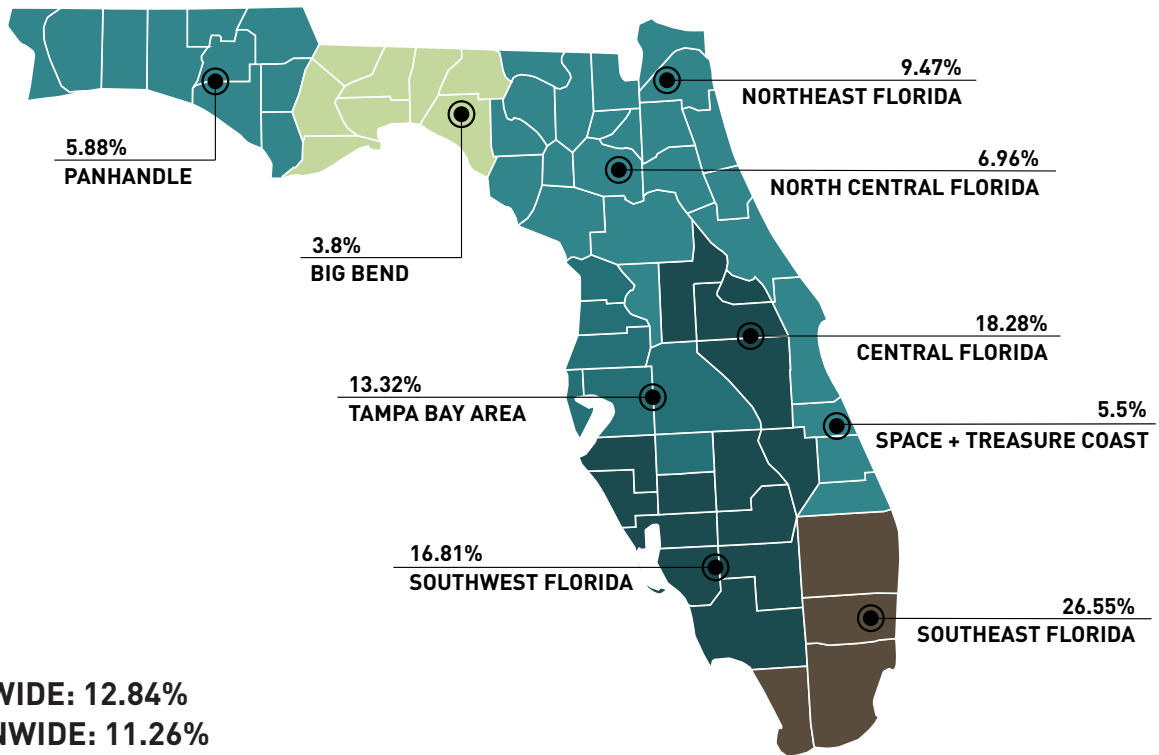 9.47%
NORTHEAST FLORIDA
5.88%
PANHANDLE
6.96%
NORTH CENTRAL FLORIDA
3.8%
BIG BEND
18.28%
CENTRAL FLORIDA
13.32%
TAMPA BAY AREA
5.5%
SPACE + TREASURE COAST
16.81%
SOUTHWEST FLORIDA
26.55%
SOUTHEAST FLORIDA
WIDE: 12.84%
NWIDE: 11.26%